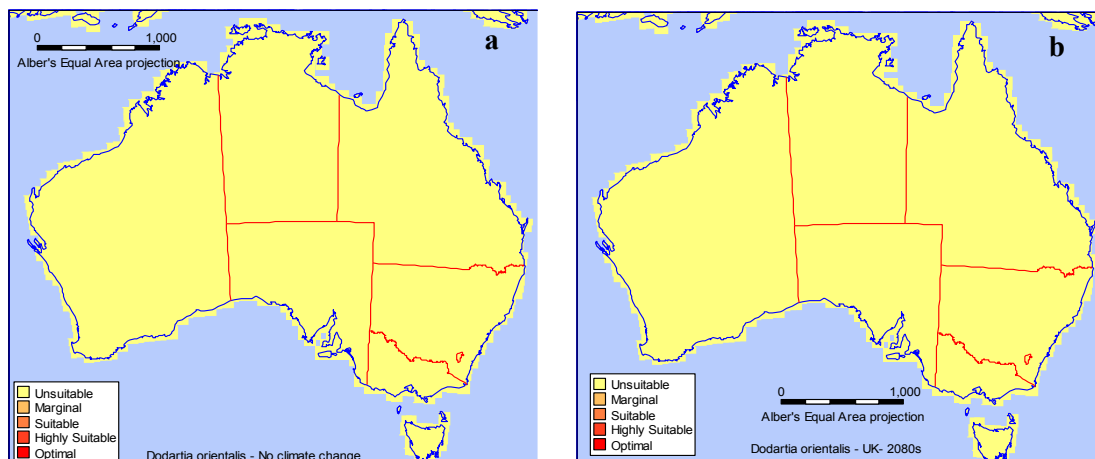 a
0 1,000
Alber's Equal Area projection
Unsuitable
Marginal
Suitable
Highly Suitable
Optimal
Dodartia orientalis - No climate change
b
Unsuitable
Marginal
Suitable
Highly Suitable
Optimal
0 1,000
Alber's Equal Area projection
Dodartia orientalis - UK- 2080s